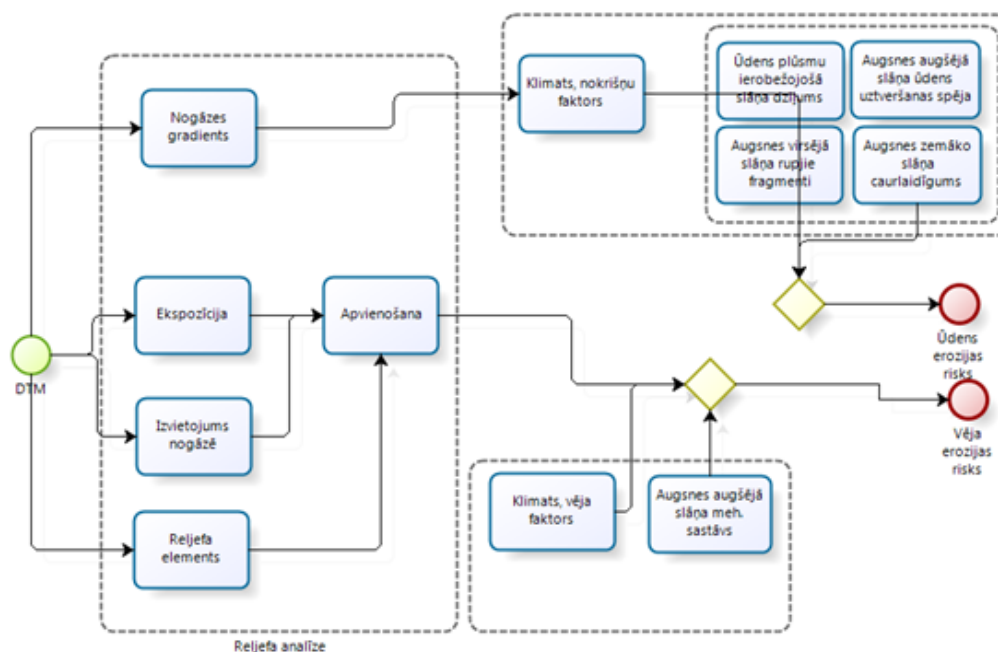 Nogāzes
gradients
Klimats, nokrišņu
faktors
Ūdens plūsmu
ierobežojošā
slāņa dziļums
Augsnes augšējā
slāņa ūdens
uztveršanas spēja
Augsnes virsējā
slāņa rupjie
fragmenti
Augsnes zemāko
slāņa
caurlaidīgums
Ekspozīcija
Apvienošana
DTM
Ūdens
erozijas
risks
Izvietojums
nogāzē
Vēja
erozijas
risks
Klimats, vēja
faktors
Augsnes augšējā
slāņa meh.
sastāvs
Reljefa
elements
Reljefa analīze